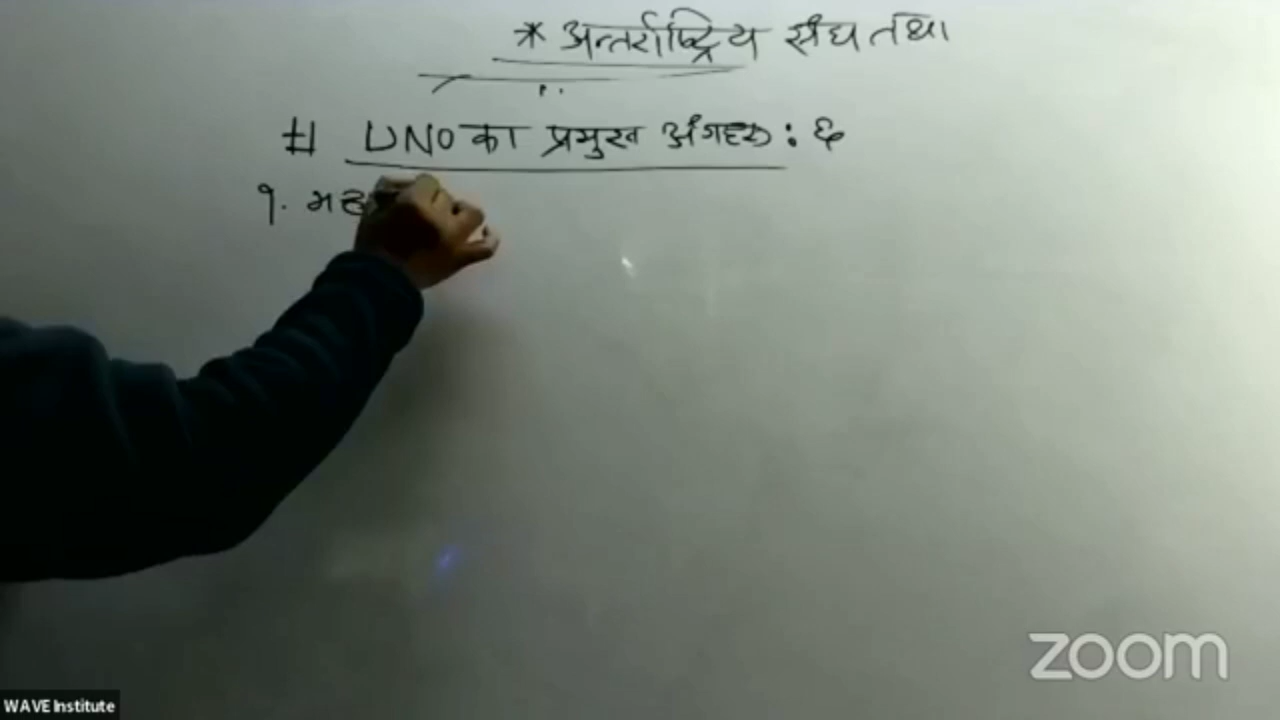 * अन्तर्राष्ट्रिय संघ तथा
# UNO का प्रमुख अंगहरु : ६
१. मह
zoom
WAVE Institute